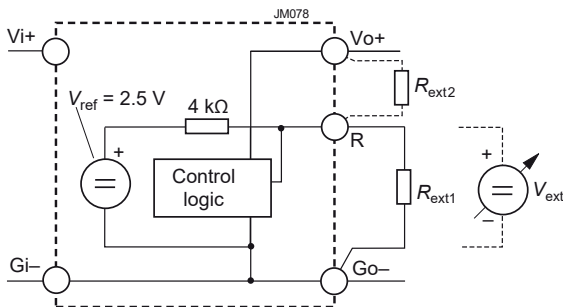 JM078
Vi+
Vo+
Vref = 2.5 V
4 kΩ
Rext2
+
R
Control
logic
+
Rext1
Vext
–
Gi–
Go–